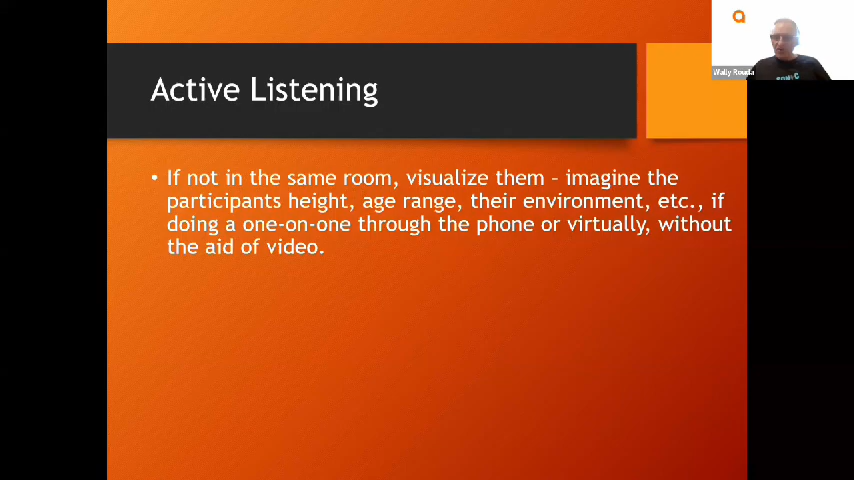 Active Listening
• If not in the same room, visualize them – imagine the
participants height, age range, their environment, etc., if
doing a one-on-one through the phone or virtually, without
the aid of video.
Wally